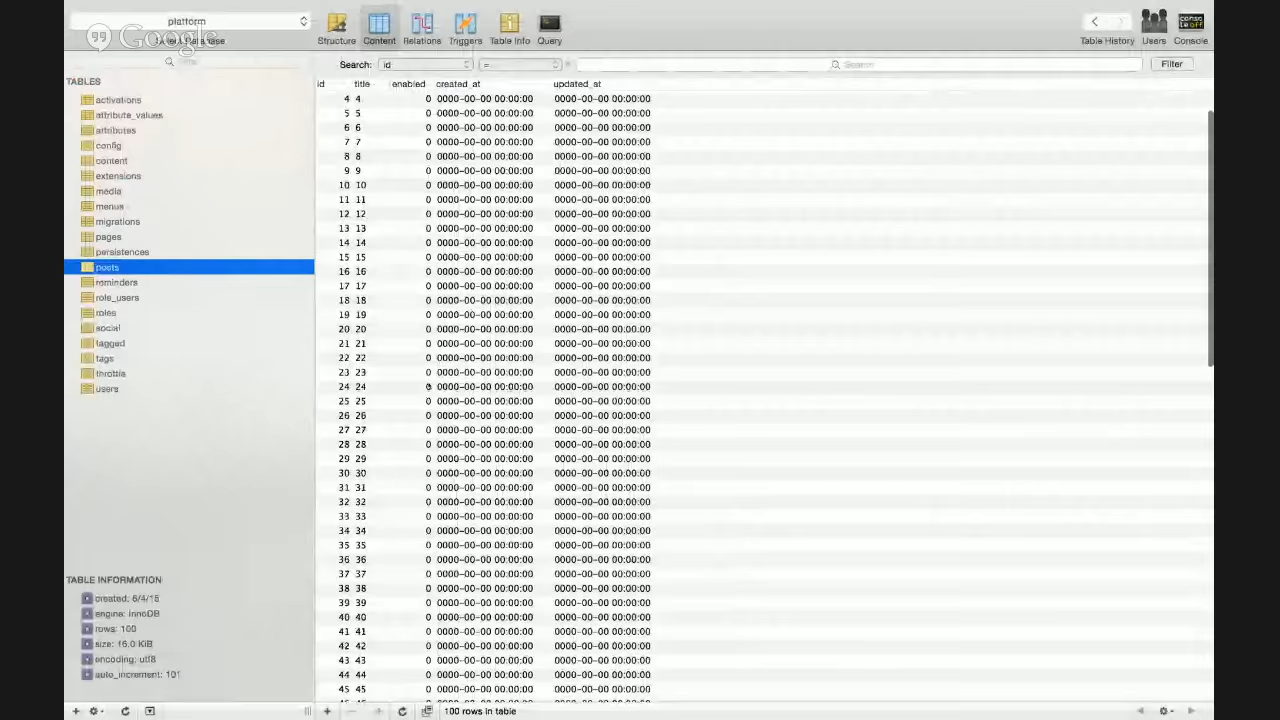 platform
Select Database
Google
Structure
Content
Relations
Triggers
Table Info
Query
Table History
Users
Console
conso
le off
Filter
Search:
id
=
Search
Filter
TABLES
activations
attribute_values
attributes
config
content
extensions
media
menus
migrations
pages
persistences
posts
reminders
role_users
roles
social
tagged
tags
throttle
users
TABLE INFORMATION
created: 6/4/15
engine: InnoDB
rows: 100
size: 16.0 KiB
encoding: utf8
auto_increment: 101
id title enabled created_at updated_at
4 4 0 0000-00-00 00:00:00 0000-00-00 00:00:00
5 5 0 0000-00-00 00:00:00 0000-00-00 00:00:00
6 6 0 0000-00-00 00:00:00 0000-00-00 00:00:00
7 7 0 0000-00-00 00:00:00 0000-00-00 00:00:00
8 8 0 0000-00-00 00:00:00 0000-00-00 00:00:00
9 9 0 0000-00-00 00:00:00 0000-00-00 00:00:00
10 10 0 0000-00-00 00:00:00 0000-00-00 00:00:00
11 11 0 0000-00-00 00:00:00 0000-00-00 00:00:00
12 12 0 0000-00-00 00:00:00 0000-00-00 00:00:00
13 13 0 0000-00-00 00:00:00 0000-00-00 00:00:00
14 14 0 0000-00-00 00:00:00 0000-00-00 00:00:00
15 15 0 0000-00-00 00:00:00 0000-00-00 00:00:00
16 16 0 0000-00-00 00:00:00 0000-00-00 00:00:00
17 17 0 0000-00-00 00:00:00 0000-00-00 00:00:00
18 18 0 0000-00-00 00:00:00 0000-00-00 00:00:00
19 19 0 0000-00-00 00:00:00 0000-00-00 00:00:00
20 20 0 0000-00-00 00:00:00 0000-00-00 00:00:00
21 21 0 0000-00-00 00:00:00 0000-00-00 00:00:00
22 22 0 0000-00-00 00:00:00 0000-00-00 00:00:00
23 23 0 0000-00-00 00:00:00 0000-00-00 00:00:00
24 24 0 0000-00-00 00:00:00 0000-00-00 00:00:00
25 25 0 0000-00-00 00:00:00 0000-00-00 00:00:00
26 26 0 0000-00-00 00:00:00 0000-00-00 00:00:00
27 27 0 0000-00-00 00:00:00 0000-00-00 00:00:00
28 28 0 0000-00-00 00:00:00 0000-00-00 00:00:00
29 29 0 0000-00-00 00:00:00 0000-00-00 00:00:00
30 30 0 0000-00-00 00:00:00 0000-00-00 00:00:00
31 31 0 0000-00-00 00:00:00 0000-00-00 00:00:00
32 32 0 0000-00-00 00:00:00 0000-00-00 00:00:00
33 33 0 0000-00-00 00:00:00 0000-00-00 00:00:00
34 34 0 0000-00-00 00:00:00 0000-00-00 00:00:00
35 35 0 0000-00-00 00:00:00 0000-00-00 00:00:00
36 36 0 0000-00-00 00:00:00 0000-00-00 00:00:00
37 37 0 0000-00-00 00:00:00 0000-00-00 00:00:00
38 38 0 0000-00-00 00:00:00 0000-00-00 00:00:00
39 39 0 0000-00-00 00:00:00 0000-00-00 00:00:00
40 40 0 0000-00-00 00:00:00 0000-00-00 00:00:00
41 41 0 0000-00-00 00:00:00 0000-00-00 00:00:00
42 42 0 0000-00-00 00:00:00 0000-00-00 00:00:00
43 43 0 0000-00-00 00:00:00 0000-00-00 00:00:00
44 44 0 0000-00-00 00:00:00 0000-00-00 00:00:00
45 45 0 0000-00-00 00:00:00 0000-00-00 00:00:00
100 rows in table